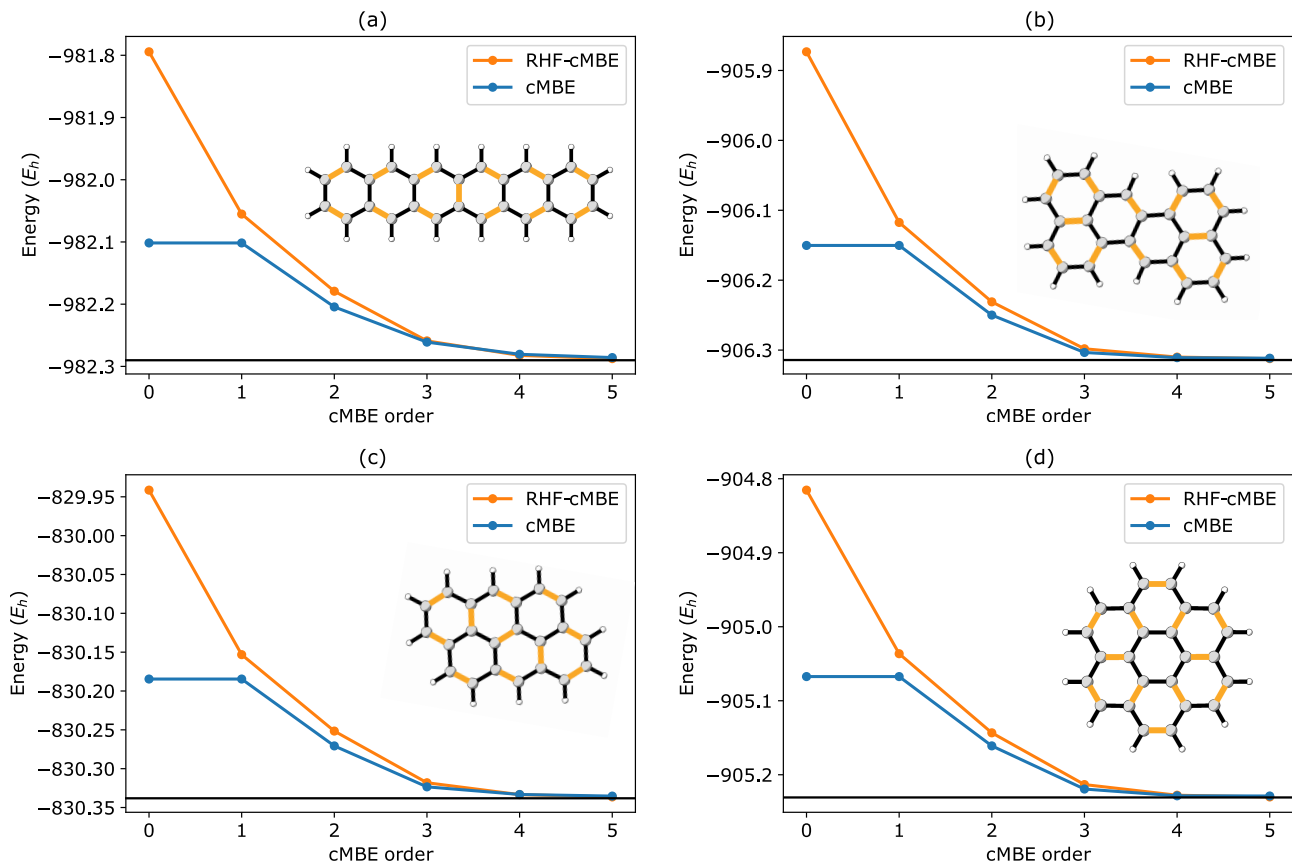 (a)
−981.8
−981.9
−982.0
−982.1
−982.2
−982.3
Energy (E_h)
0 1 2 3 4 5
cMBE order
RHF-cMBE
cMBE
(b)
−905.9
−906.0
−906.1
−906.2
−906.3
Energy (E_h)
0 1 2 3 4 5
cMBE order
RHF-cMBE
cMBE
(c)
−829.95
−830.00
−830.05
−830.10
−830.15
−830.20
−830.25
−830.30
−830.35
Energy (E_h)
0 1 2 3 4 5
cMBE order
RHF-cMBE
cMBE
(d)
−904.8
−904.9
−905.0
−905.1
−905.2
Energy (E_h)
0 1 2 3 4 5
cMBE order
RHF-cMBE
cMBE